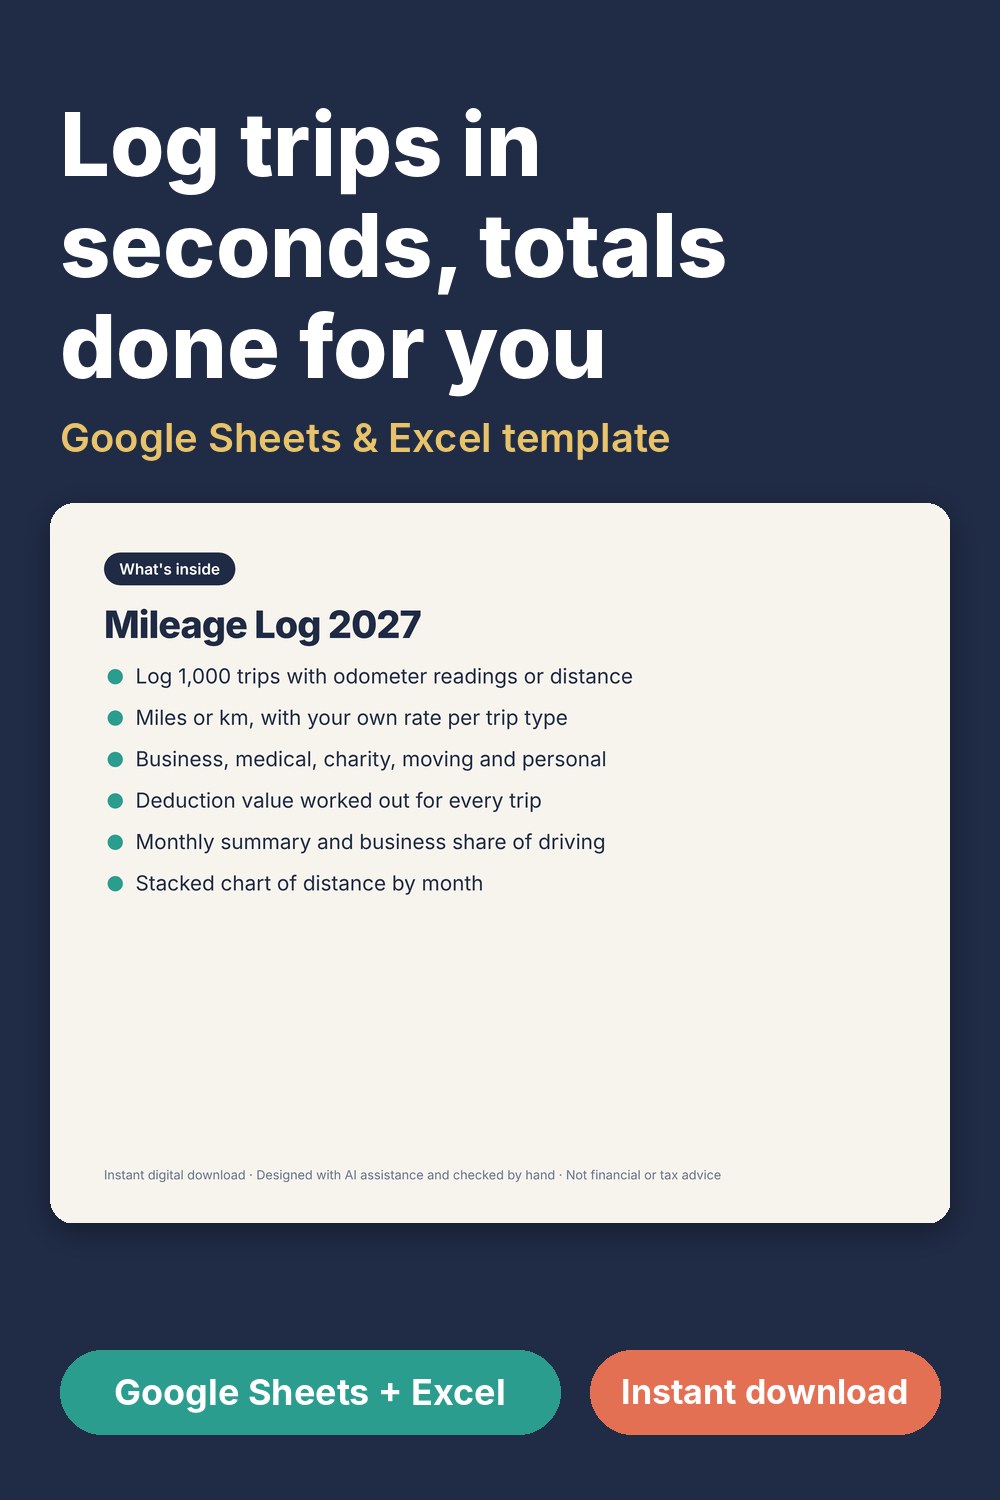 Log trips in
seconds, totals
done for you
Google Sheets & Excel template
What's inside
Mileage Log 2027
Log 1,000 trips with odometer readings or distance
Miles or km, with your own rate per trip type
Business, medical, charity, moving and personal
Deduction value worked out for every trip
Monthly summary and business share of driving
Stacked chart of distance by month
Instant digital download · Designed with AI assistance and checked by hand · Not financial or tax advice
Google Sheets + Excel
Instant download